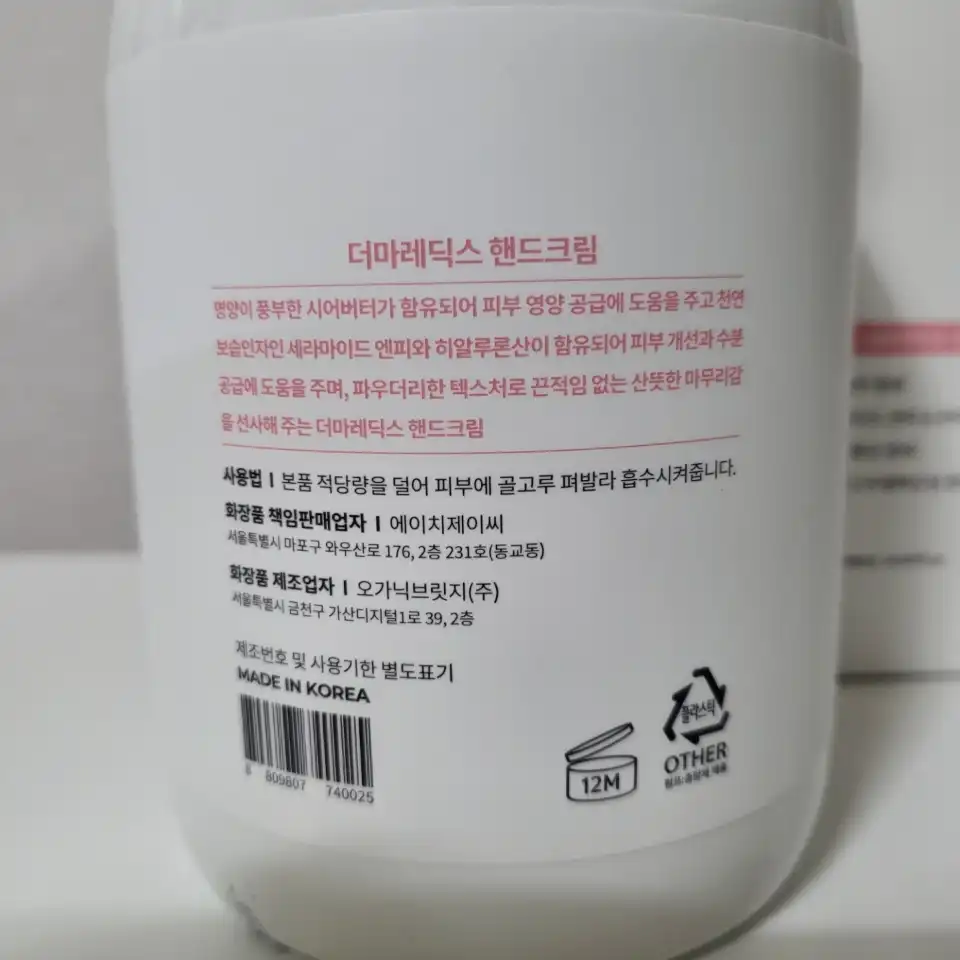 더마레딕스 핸드크림
영양이 풍부한 시어버터가 함유되어 피부 영양 공급에 도움을 주고 천연
보습인자인 세라마이드 엔피와 히알루론산이 함유되어 피부 개선과 수분
공급에 도움을 주며, 파우더리한 텍스처로 끈적임 없는 산뜻한 마무리감
을 선사해 주는 더마레딕스 핸드크림
사용법 | 본품 적당량을 덜어 피부에 골고루 펴발라 흡수시켜줍니다.
화장품 책임판매업자 | 에이치제이씨
서울특별시 마포구 와우산로 176, 2층 231호(동교동)
화장품 제조업자 | 오가닉브릿지(주)
서울특별시 금천구 가산디지털1로 39, 2층
제조번호 및 사용기한 별도표기
MADE IN KOREA
8 809807 740025
12M
플라스틱
OTHER